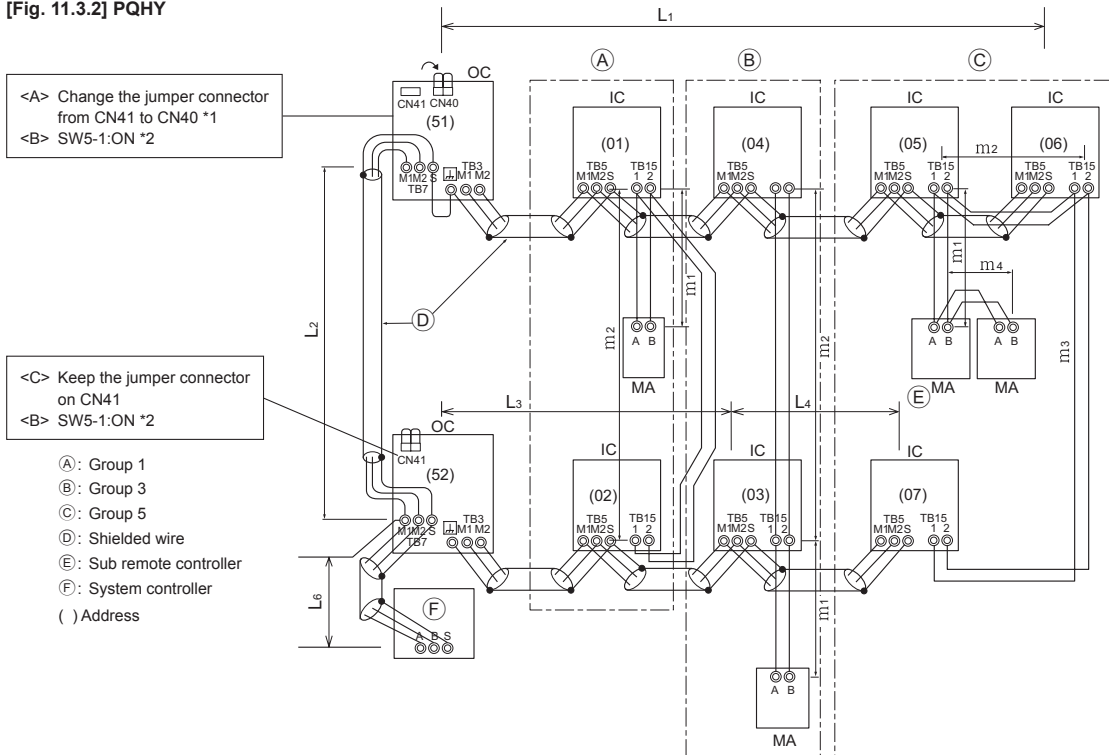 [Fig. 11.3.2] PQHY
L1
A B C
<A> Change the jumper connector
from CN41 to CN40 *1
<B> SW5-1:ON *2
OC
CN41 CN40
(51)
M1M2 S
TB7
TB3
M1 M2
IC
(01)
TB5
M1M2S
TB15
1 2
IC
(04)
TB5
M1M2S
IC
(05)
TB5
M1M2S
TB15
1 2
IC
(06)
TB5
M1M2S
TB15
1 2
m2
m1
m2
m1
m4
m2
m3
L2
D
A B
MA
A B
MA
A B
MA
E
<C> Keep the jumper connector
on CN41
<B> SW5-1:ON *2
L3
L4
OC
CN41
(52)
M1M2 S
TB7
TB3
M1M2
IC
(02)
TB5
M1M2S
TB15
1 2
IC
(03)
TB5
M1M2S
TB15
1 2
IC
(07)
TB5
M1M2S
TB15
1 2
A: Group 1
B: Group 3
C: Group 5
D: Shielded wire
E: Sub remote controller
F: System controller
( ) Address
L6
F
A B S
m1
A B
MA